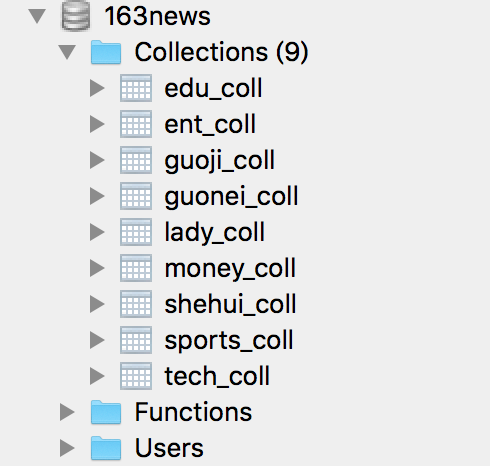 163news
Collections (9)
edu_coll
ent_coll
guoji_coll
guonei_coll
lady_coll
money_coll
shehui_coll
sports_coll
tech_coll
Functions
Users